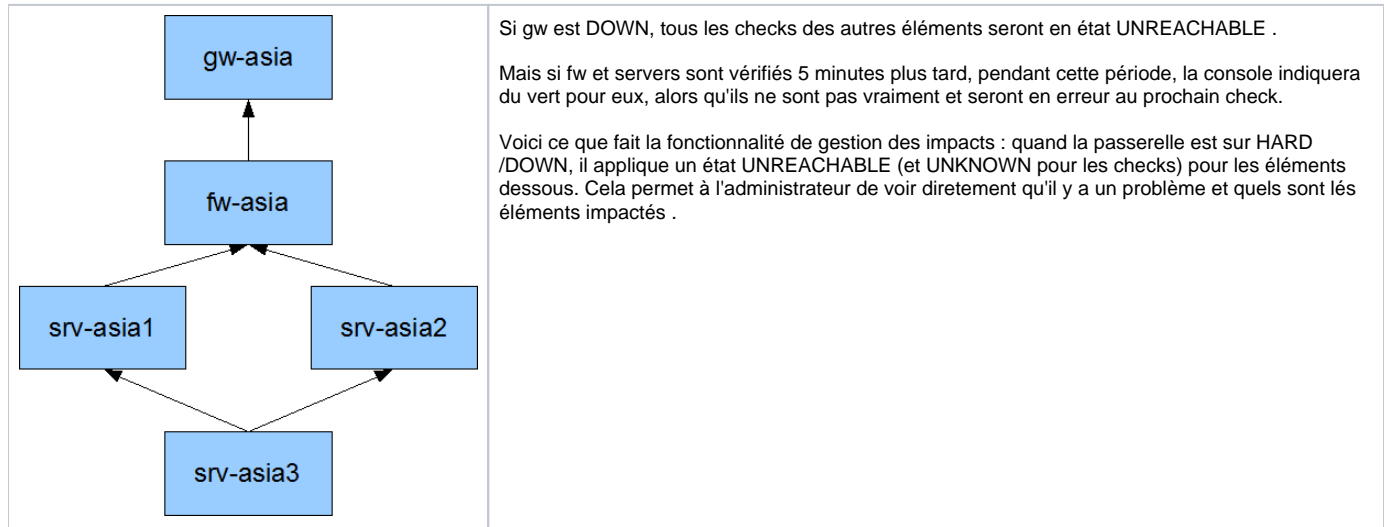 gw-asia
fw-asia
srv-asia1
srv-asia2
srv-asia3
Si gw est DOWN, tous les checks des autres éléments seront en état UNREACHABLE .
Mais si fw et servers sont vérifiés 5 minutes plus tard, pendant cette période, la console indiquera
du vert pour eux, alors qu'ils ne sont pas vraiment et seront en erreur au prochain check.
Voici ce que fait la fonctionnalité de gestion des impacts : quand la passerelle est sur HARD
/DOWN, il applique un état UNREACHABLE (et UNKNOWN pour les checks) pour les éléments
dessous. Cela permet à l'administrateur de voir diretement qu'il y a un problème et quels sont lés
éléments impactés .